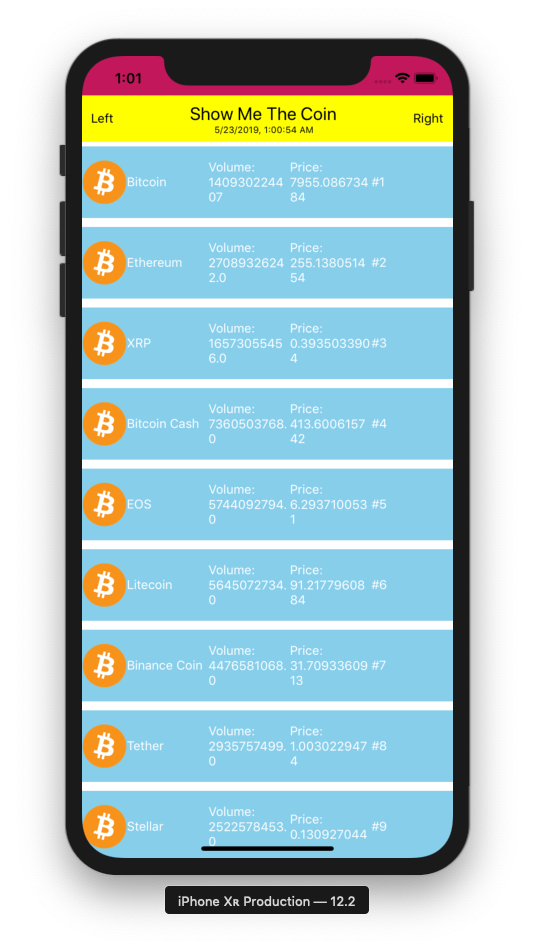 1:01
Left Show Me The Coin Right
5/23/2019, 1:00:54 AM
Bitcoin
Volume:
1409302244
07
Price:
7955.086734
84
#1
Ethereum
Volume:
2708932624
2.0
Price:
255.1380514
54
#2
XRP
Volume:
1657305545
6.0
Price:
0.393503390
4
#3
Bitcoin Cash
Volume:
7360503768.
0
Price:
413.6006157
42
#4
EOS
Volume:
5744092794.
0
Price:
6.293710053
1
#5
Litecoin
Volume:
5645072734.
0
Price:
91.21779608
84
#6
Binance Coin
Volume:
4476581068.
0
Price:
31.70933609
13
#7
Tether
Volume:
2935757499.
0
Price:
1.003022947
4
#8
Stellar
Volume:
2522578453.
0
Price:
0.130927044
#9
iPhone Xʀ Production — 12.2